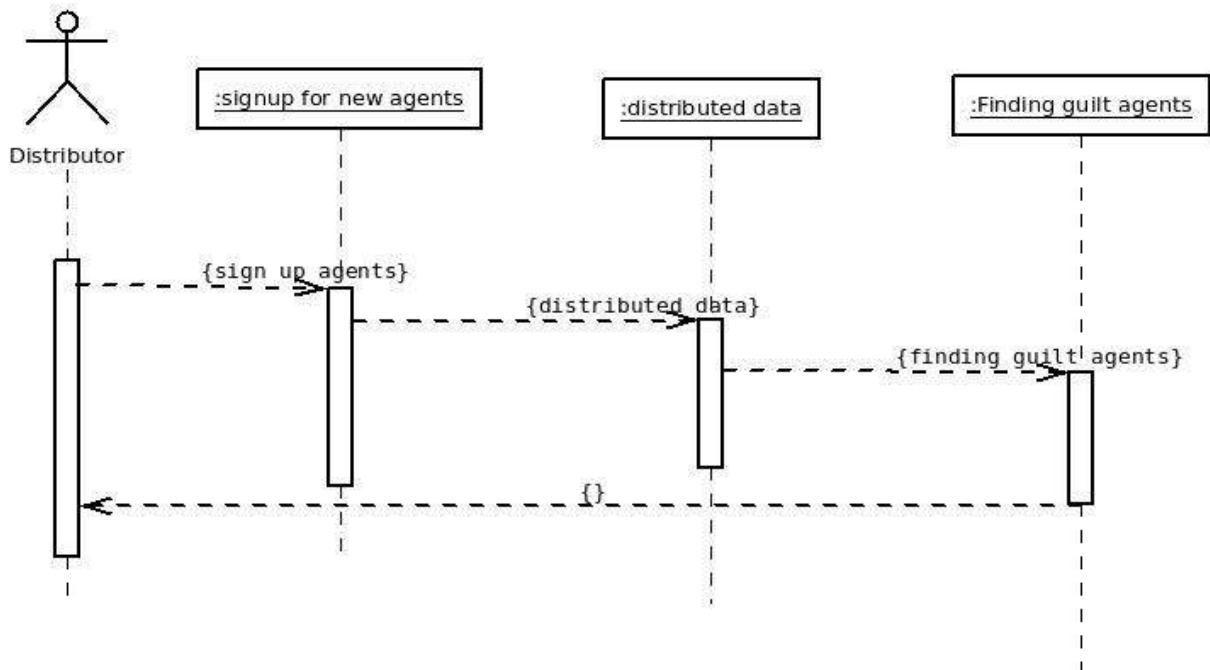 :signup for new agents
:distributed data
:Finding guilt agents
Distributor
{sign up agents}
{distributed data}
{finding guilt agents}
{}